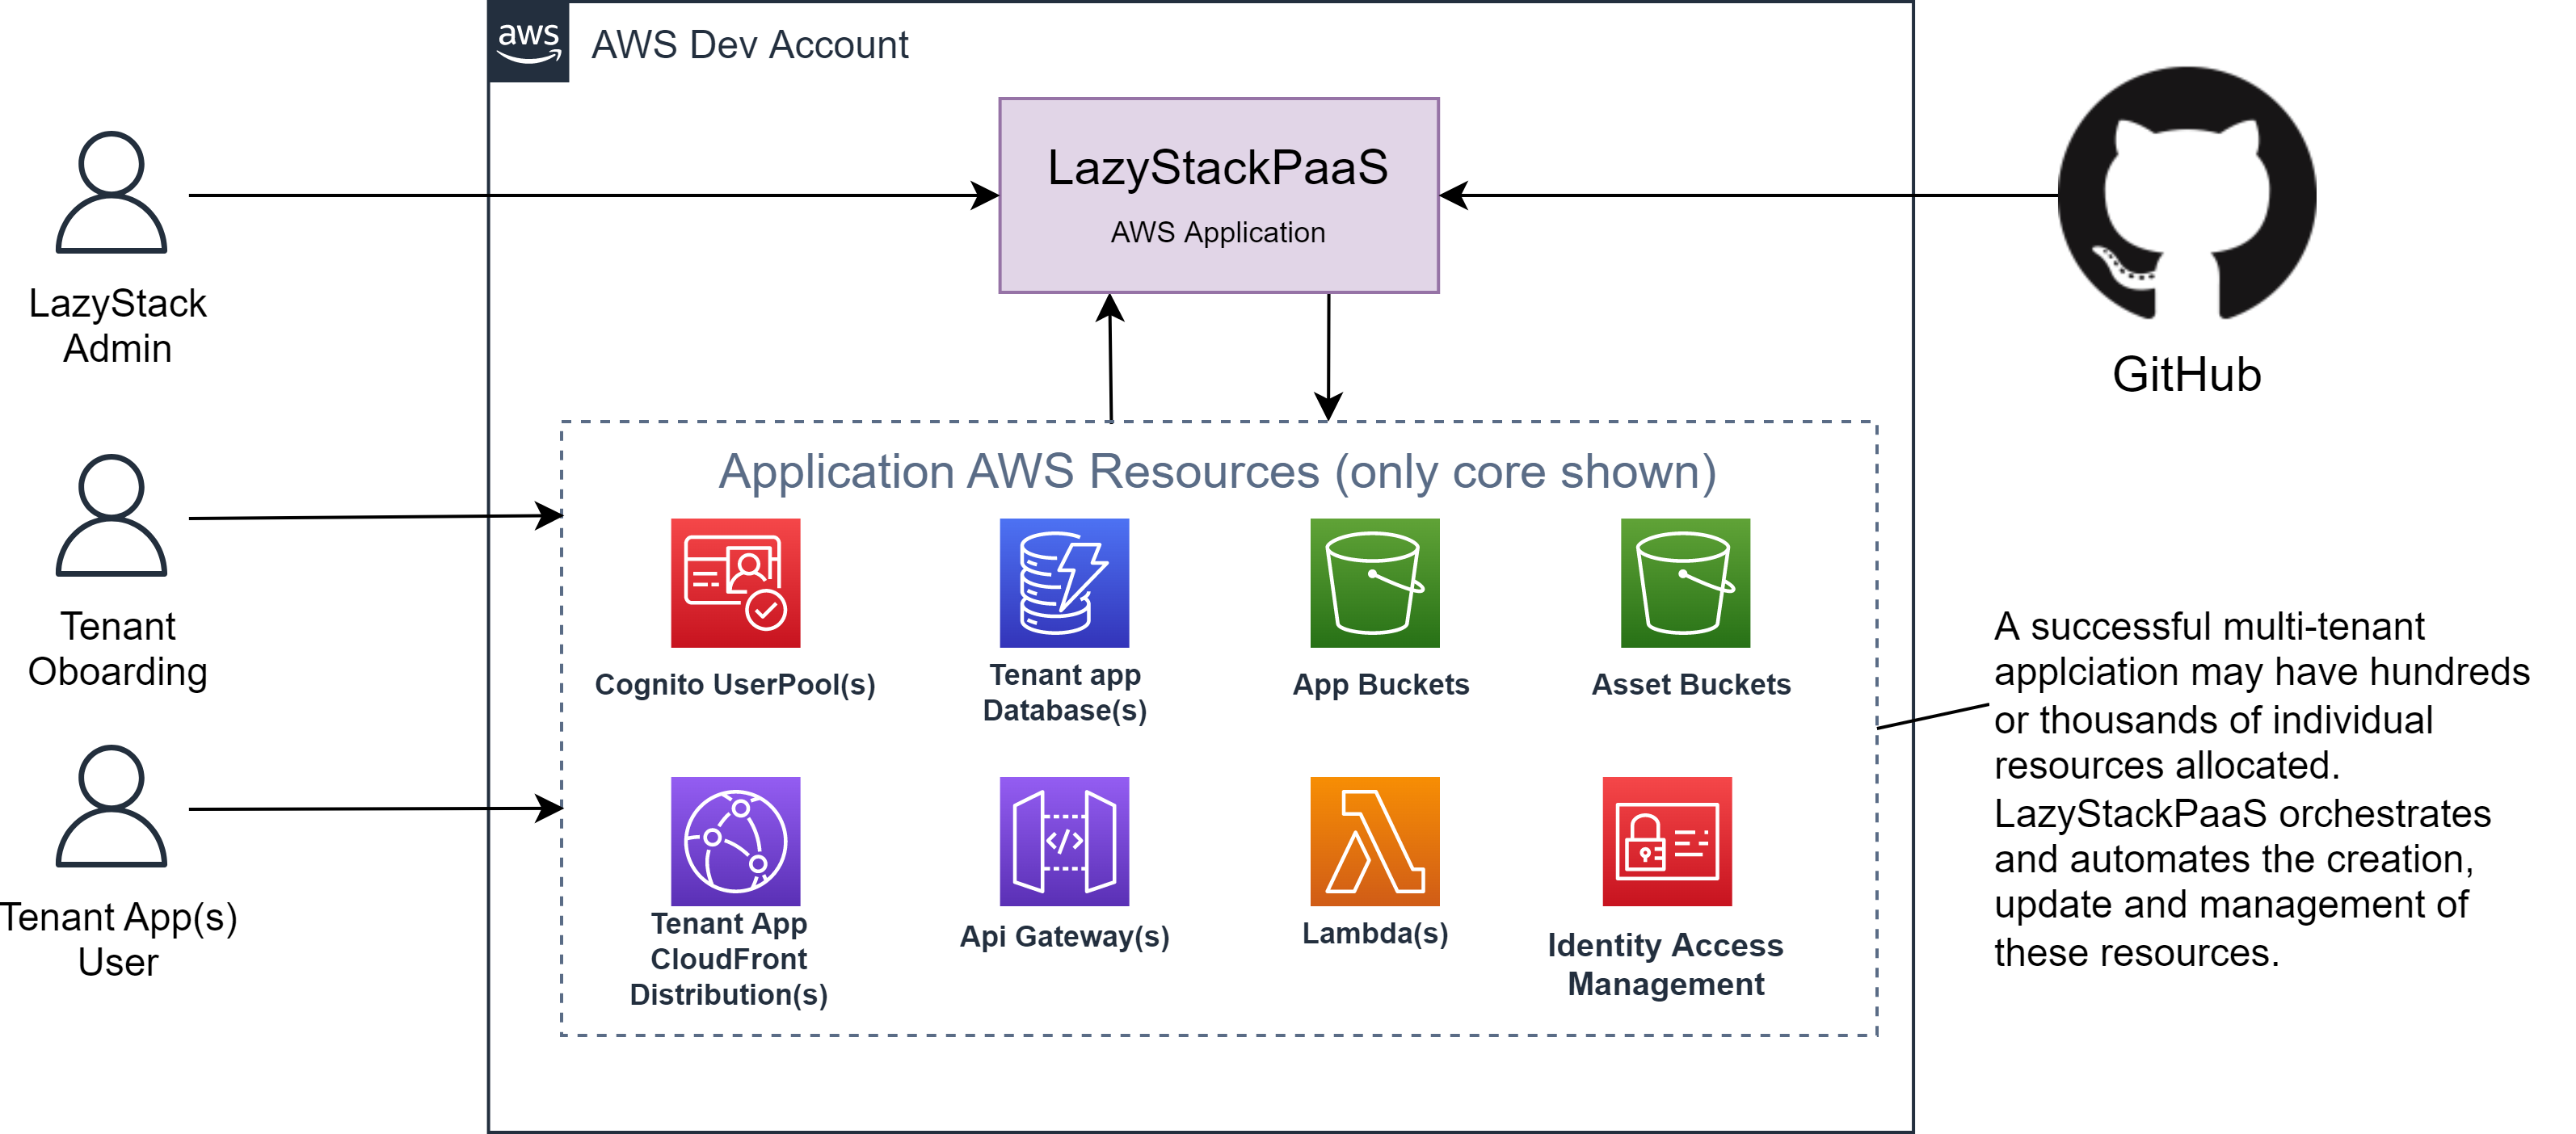 aws
AWS Dev Account
LazyStackPaaS
AWS Application
LazyStack
Admin
GitHub
Application AWS Resources (only core shown)
Tenant
Oboarding
Cognito UserPool(s)
Tenant app
Database(s)
App Buckets
Asset Buckets
A successful multi-tenant
applciation may have hundreds
or thousands of individual
resources allocated.
LazyStackPaaS orchestrates
and automates the creation,
update and management of
these resources.
Tenant App(s)
User
Tenant App
CloudFront
Distribution(s)
</>
Api Gateway(s)
Lambda(s)
Identity Access
Management